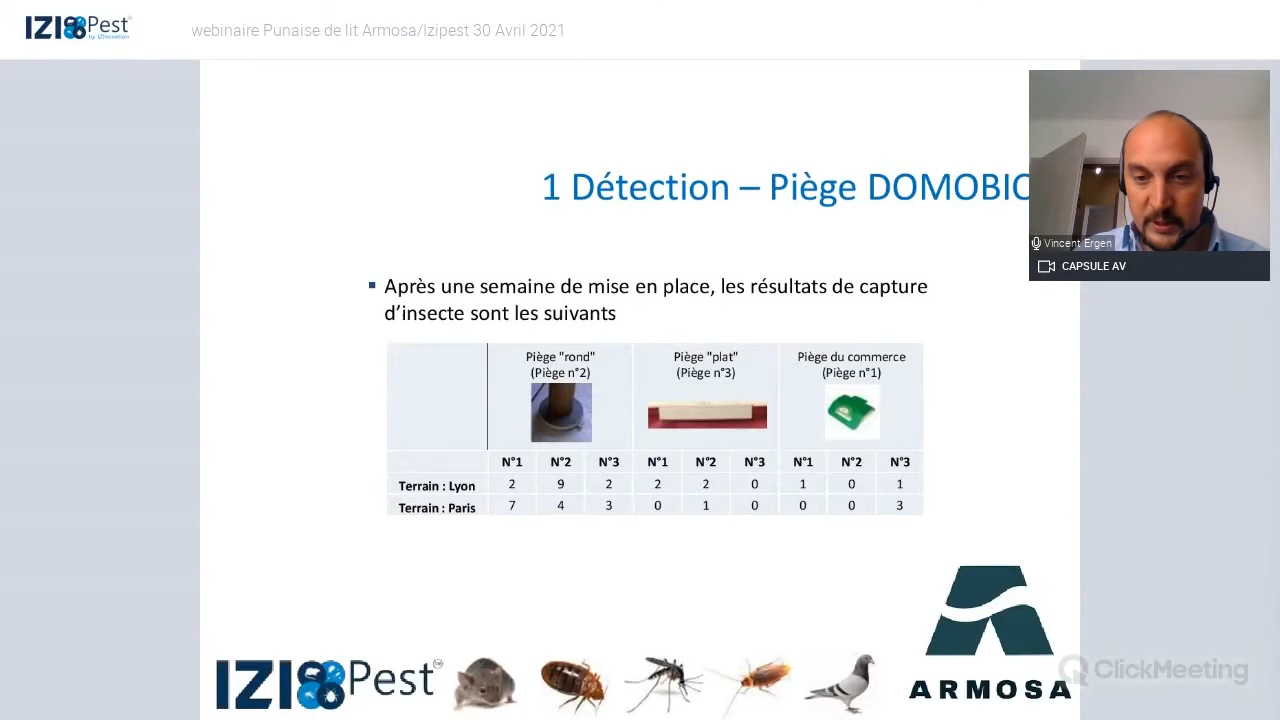 IZI Pest
by IZInovation
webinaire Punaise de lit Armosa/Izipest 30 Avril 2021
1 Détection – Piège DOMOBIO
Vincent Ergen
CAPSULE AV
▪ Après une semaine de mise en place, les résultats de capture
d’insecte sont les suivants
Piège "rond" Piège "plat" Piège du commerce
(Piège n°2) (Piège n°3) (Piège n°1)
N°1 N°2 N°3 N°1 N°2 N°3 N°1 N°2 N°3
Terrain : Lyon 2 9 2 2 2 0 1 0 1
Terrain : Paris 7 4 3 0 1 0 0 0 3
IZI Pest™
ARMOSA
ClickMeeting